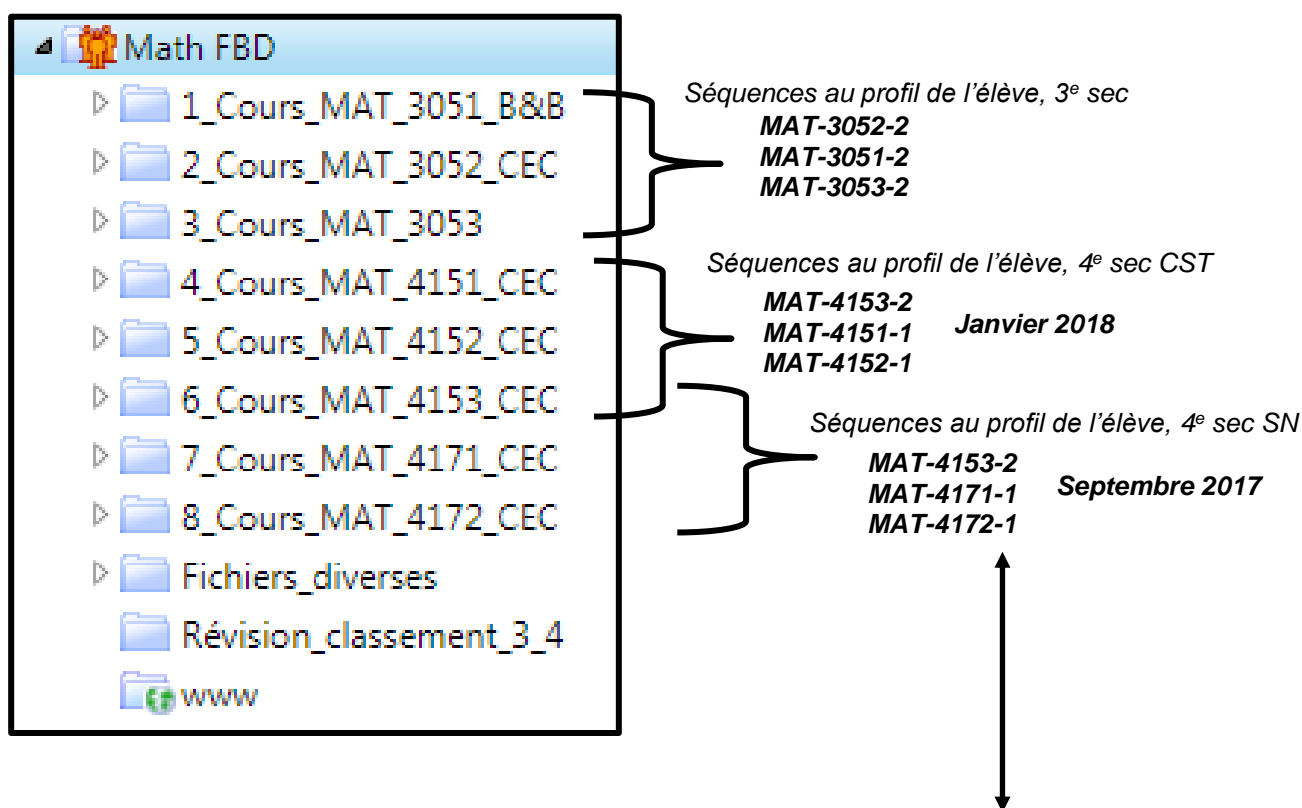 Math FBD
1_Cours_MAT_3051_B&B
2_Cours_MAT_3052_CEC
3_Cours_MAT_3053
4_Cours_MAT_4151_CEC
5_Cours_MAT_4152_CEC
6_Cours_MAT_4153_CEC
7_Cours_MAT_4171_CEC
8_Cours_MAT_4172_CEC
Fichiers_diverses
Révision_classement_3_4
www
Séquences au profil de l'élève, 3e sec
MAT-3052-2
MAT-3051-2
MAT-3053-2
Séquences au profil de l'élève, 4e sec CST
MAT-4153-2
MAT-4151-1
MAT-4152-1
Janvier 2018
Séquences au profil de l'élève, 4e sec SN
MAT-4153-2
MAT-4171-1
MAT-4172-1
Septembre 2017